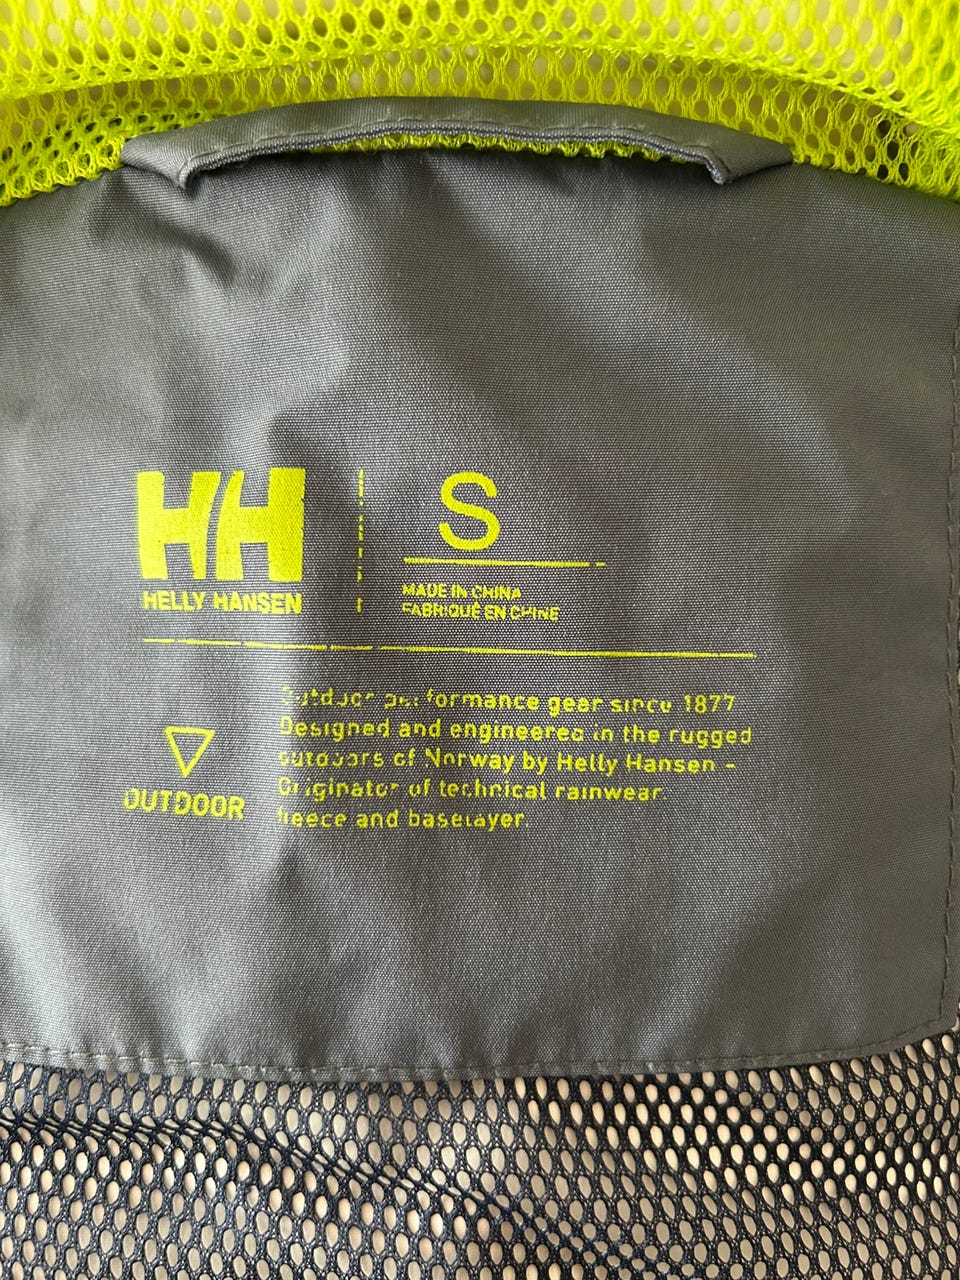 HH
HELLY HANSEN
S
MADE IN CHINA
FABRIQUÉ EN CHINE
Outdoor performance gear since 1877
Designed and engineered in the rugged
outdoors of Norway by Helly Hansen -
Originator of technical rainwear,
fleece and baselayer.
OUTDOOR